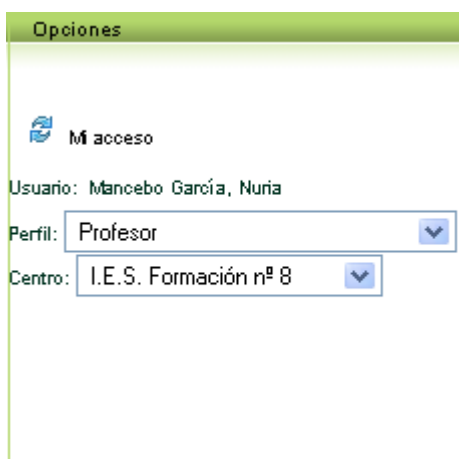 Opciones
Mi acceso
Usuario: Mancebo García, Nuria
Perfil: Profesor
Centro: I.E.S. Formación nº 8